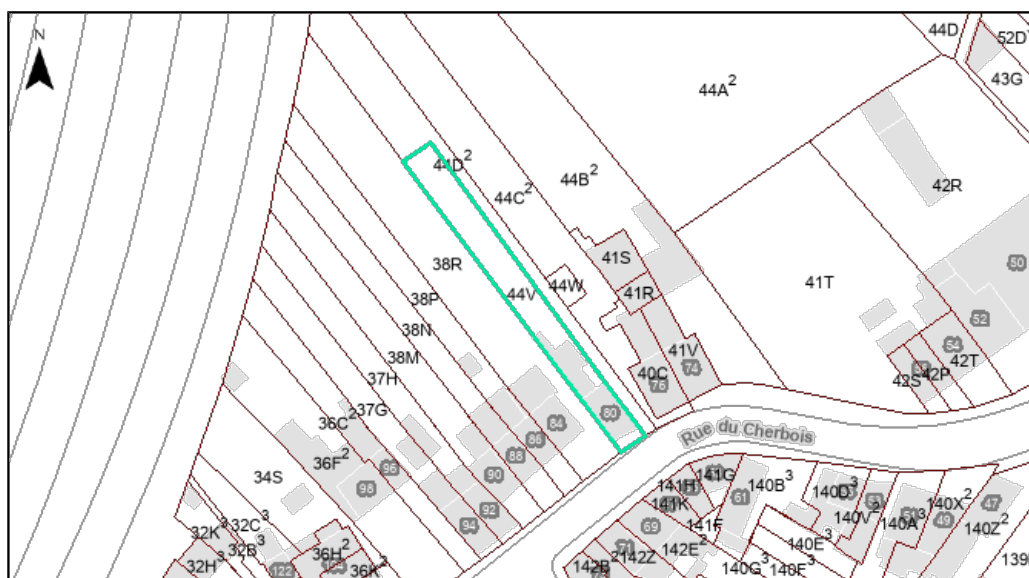 N
44D
52D
43G
44A²
44D²
44B²
44C²
42R
50
38R
41S
44W
44V
41R
41T
38P
38N
38M
52
54
42T
42P
42S
41V
74
40C
76
37H
37G
36C²
36F²
96
98
34S
80
84
86
88
90
92
94
Rue du Cherbois
141G
141H
141K
141F
61
140B³
140D³
140V²
140A³
140X²
47
49
140Z²
69
142E²
142Z
142B²
140E³
140G³
140F³
139
32K³
32C³
32B³
32H³
36H²
36K²
122